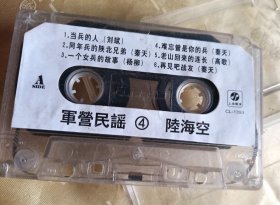 1.当兵的人（刘斌）
2.同年兵的陕北兄弟（秦天）
3.一个女兵的故事（杨柳）
4.难忘曾是你的兵（秦天）
5.老山回来的连长（高歌）
6.再见吧战友（秦天）
A
SIDE
軍營民謡 ④ 陸海空